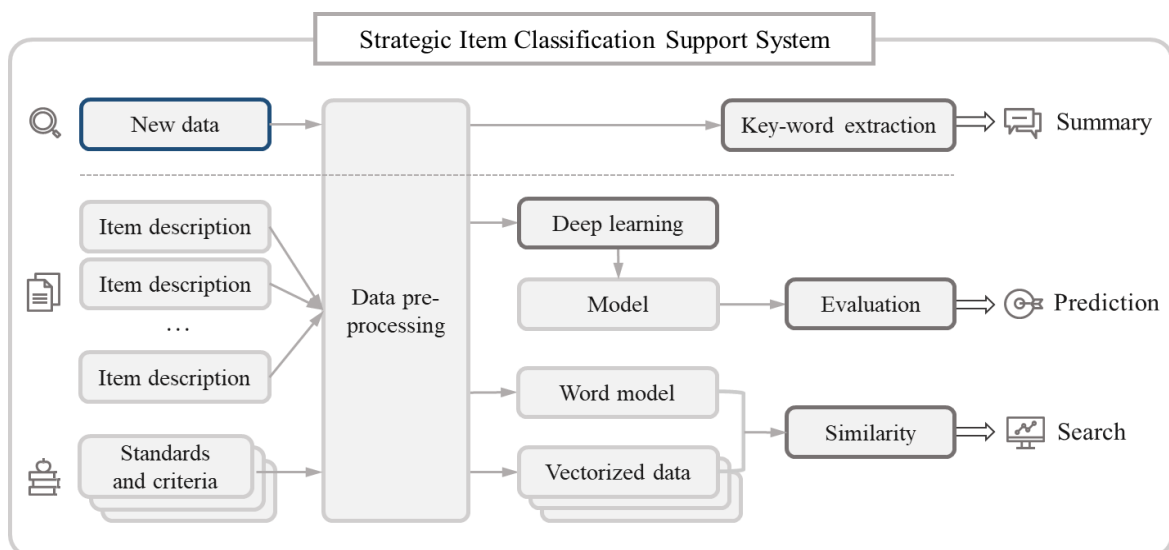 Strategic Item Classification Support System
New data
Key-word extraction
Summary
Item description
Deep learning
Item description
Data pre-
processing
Model
Evaluation
Prediction
…
Item description
Word model
Similarity
Search
Standards
and criteria
Vectorized data